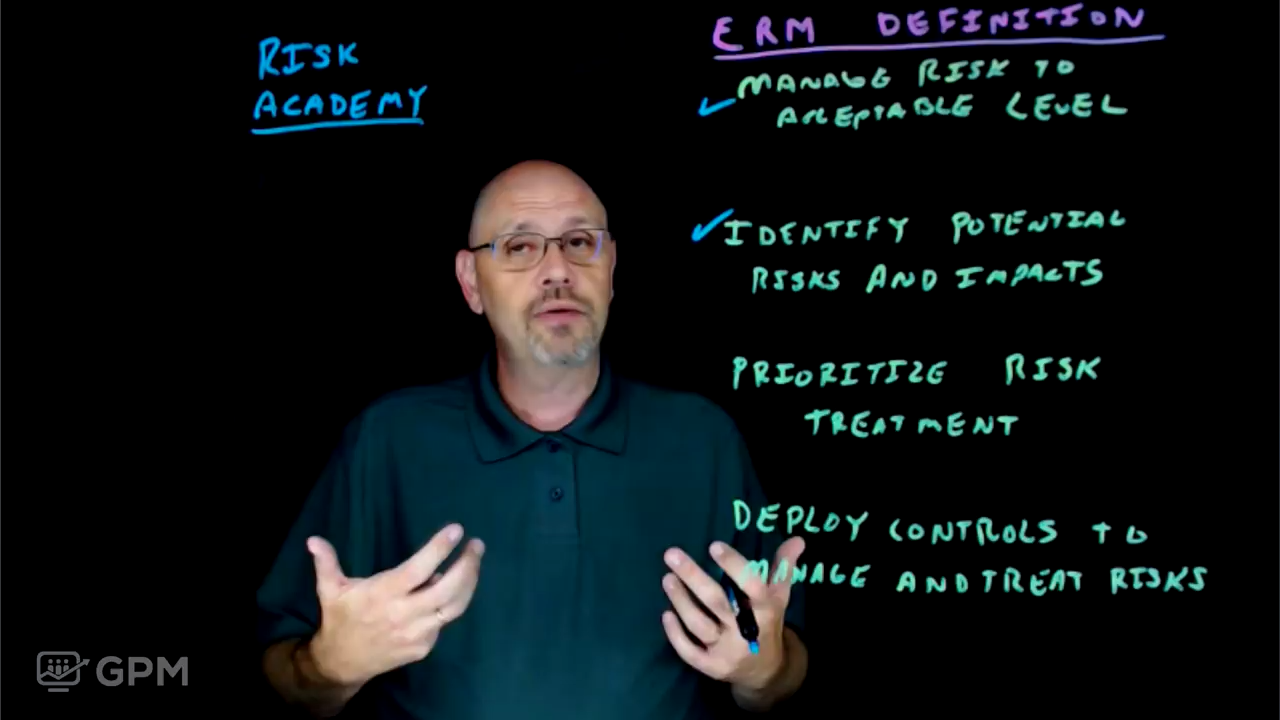 RISK
ACADEMY
ERM DEFINITION
MANAGE RISK TO
ACCEPTABLE LEVEL
IDENTIFY POTENTIAL
RISKS AND IMPACTS
PRIORITIZE RISK
TREATMENT
DEPLOY CONTROLS TO
MANAGE AND TREAT RISKS
GPM